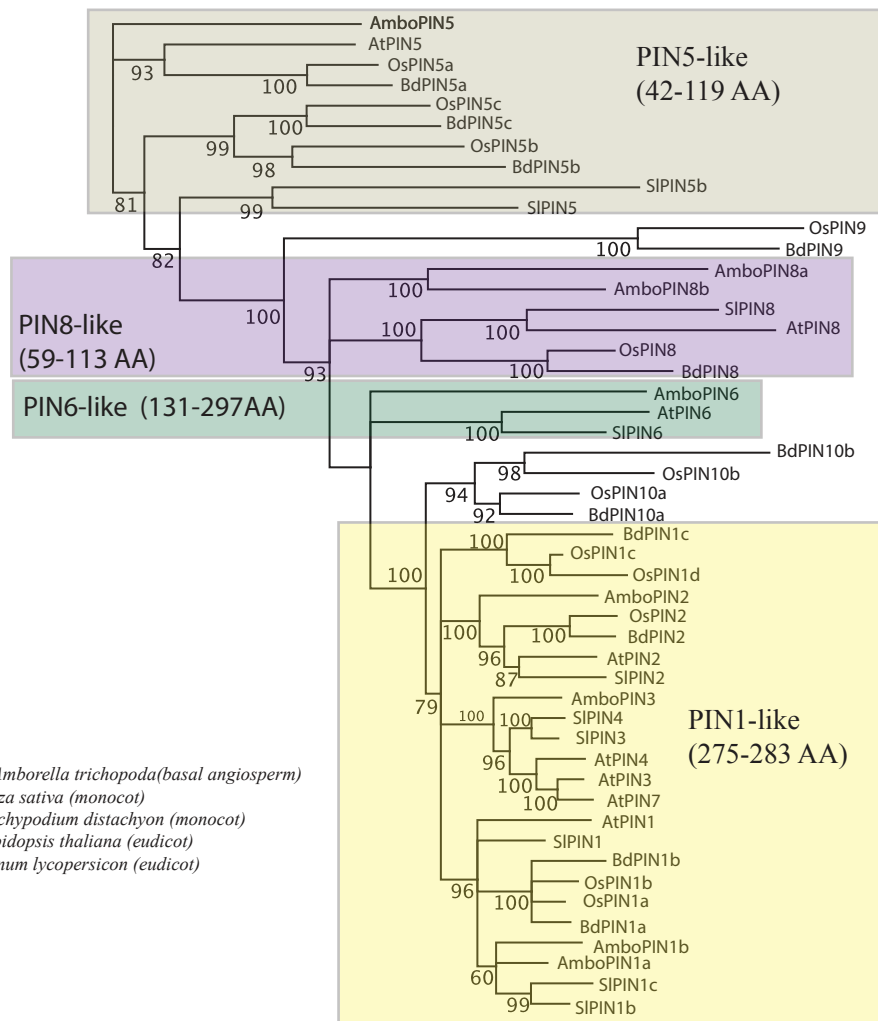 AmboPIN5
AtPIN5
OsPIN5a
BdPIN5a
OsPIN5c
BdPIN5c
OsPIN5b
BdPIN5b
SlPIN5b
SlPIN5
OsPIN9
BdPIN9
AmboPIN8a
AmboPIN8b
SlPIN8
AtPIN8
OsPIN8
BdPIN8
AmboPIN6
AtPIN6
SlPIN6
BdPIN10b
OsPIN10b
OsPIN10a
BdPIN10a
BdPIN1c
OsPIN1c
OsPIN1d
AmboPIN2
OsPIN2
BdPIN2
AtPIN2
SlPIN2
AmboPIN3
SlPIN4
SlPIN3
AtPIN4
AtPIN3
AtPIN7
AtPIN1
SlPIN1
BdPIN1b
OsPIN1b
OsPIN1a
BdPIN1a
AmboPIN1b
AmboPIN1a
SlPIN1c
SlPIN1b
93
100
100
99
98
81
99
82
100
100
100
100
100
100
93
100
98
94
92
100
100
100
100
100
96
87
79
100
100
96
100
96
100
60
99
PIN5-like
(42-119 AA)
PIN8-like
(59-113 AA)
PIN6-like (131-297AA)
PIN1-like
(275-283 AA)
Amborella trichopoda(basal angiosperm)
za sativa (monocot)
chypodium distachyon (monocot)
idopsis thaliana (eudicot)
num lycopersicon (eudicot)